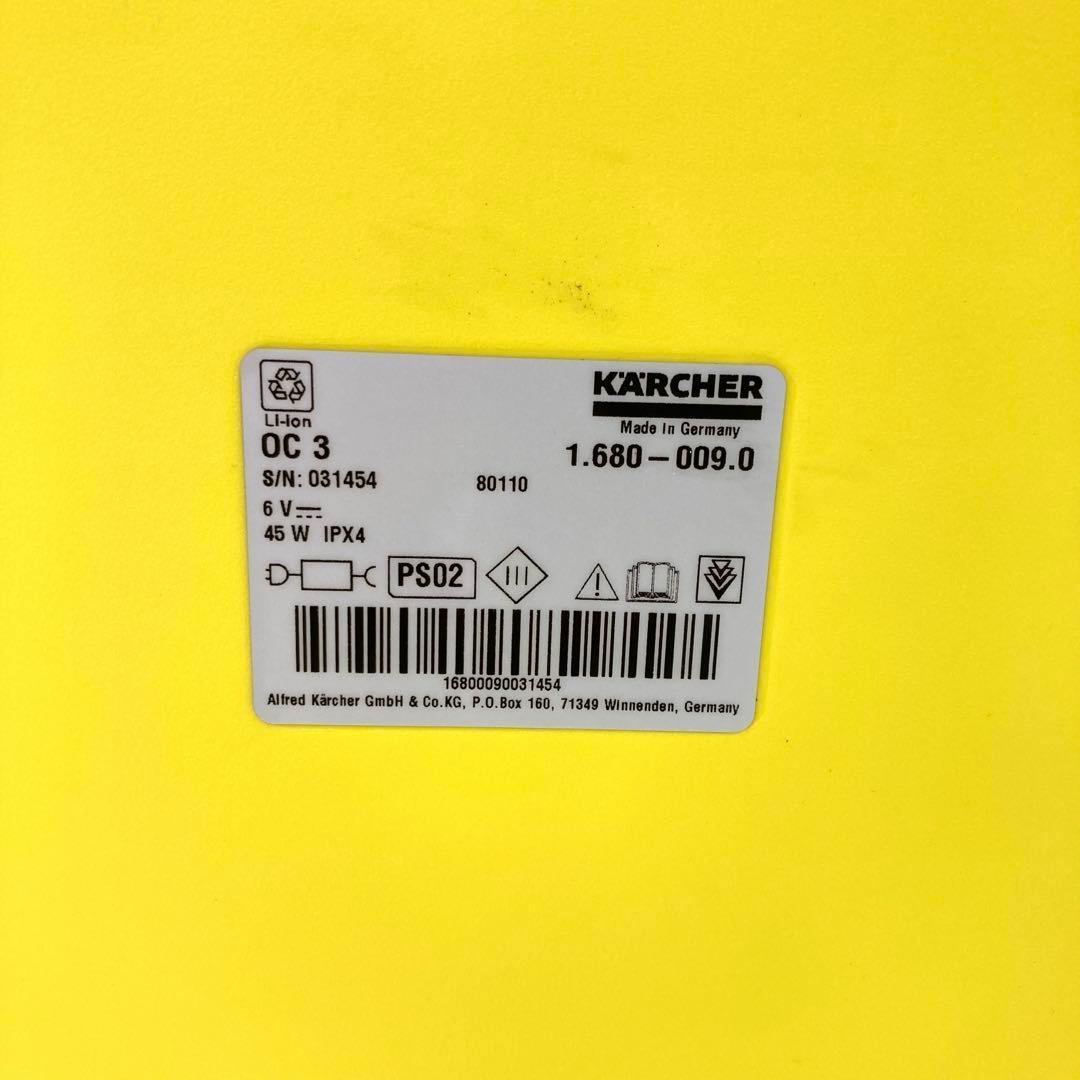 KÄRCHER
Made in Germany
Li-Ion
OC 3
1.680-009.0
S/N: 031454 80110
6 V
45 W IPX4
PS02
16800090031454
Alfred Kärcher GmbH & Co.KG, P.O.Box 160, 71349 Winnenden, Germany